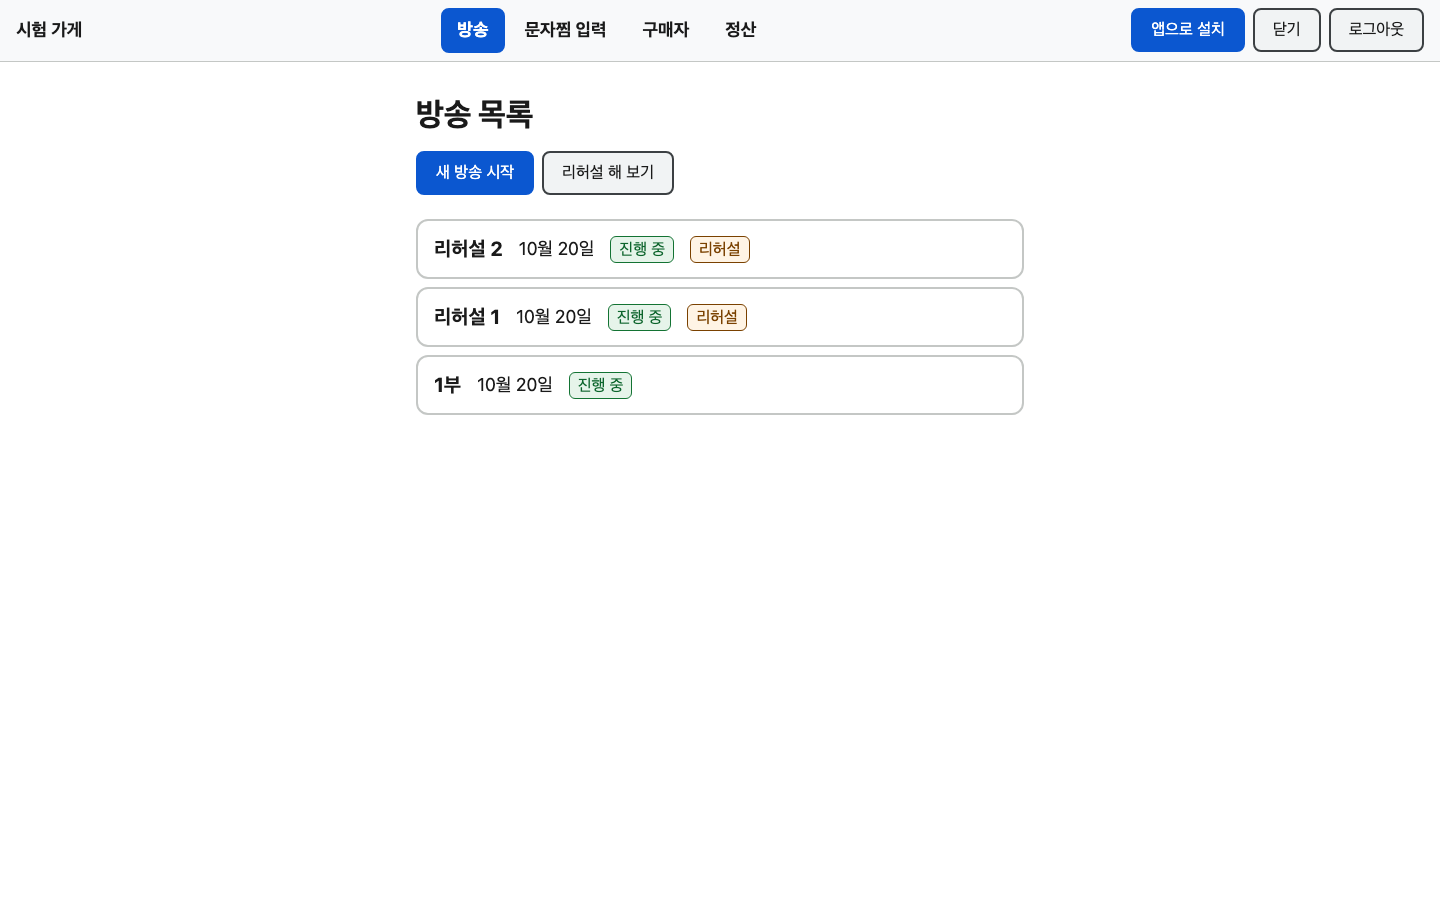 시험 가게
방송 문자찜 입력 구매자 정산
앱으로 설치 닫기 로그아웃
방송 목록
새 방송 시작 리허설 해 보기
리허설 2 10월 20일 진행 중 리허설
리허설 1 10월 20일 진행 중 리허설
1부 10월 20일 진행 중